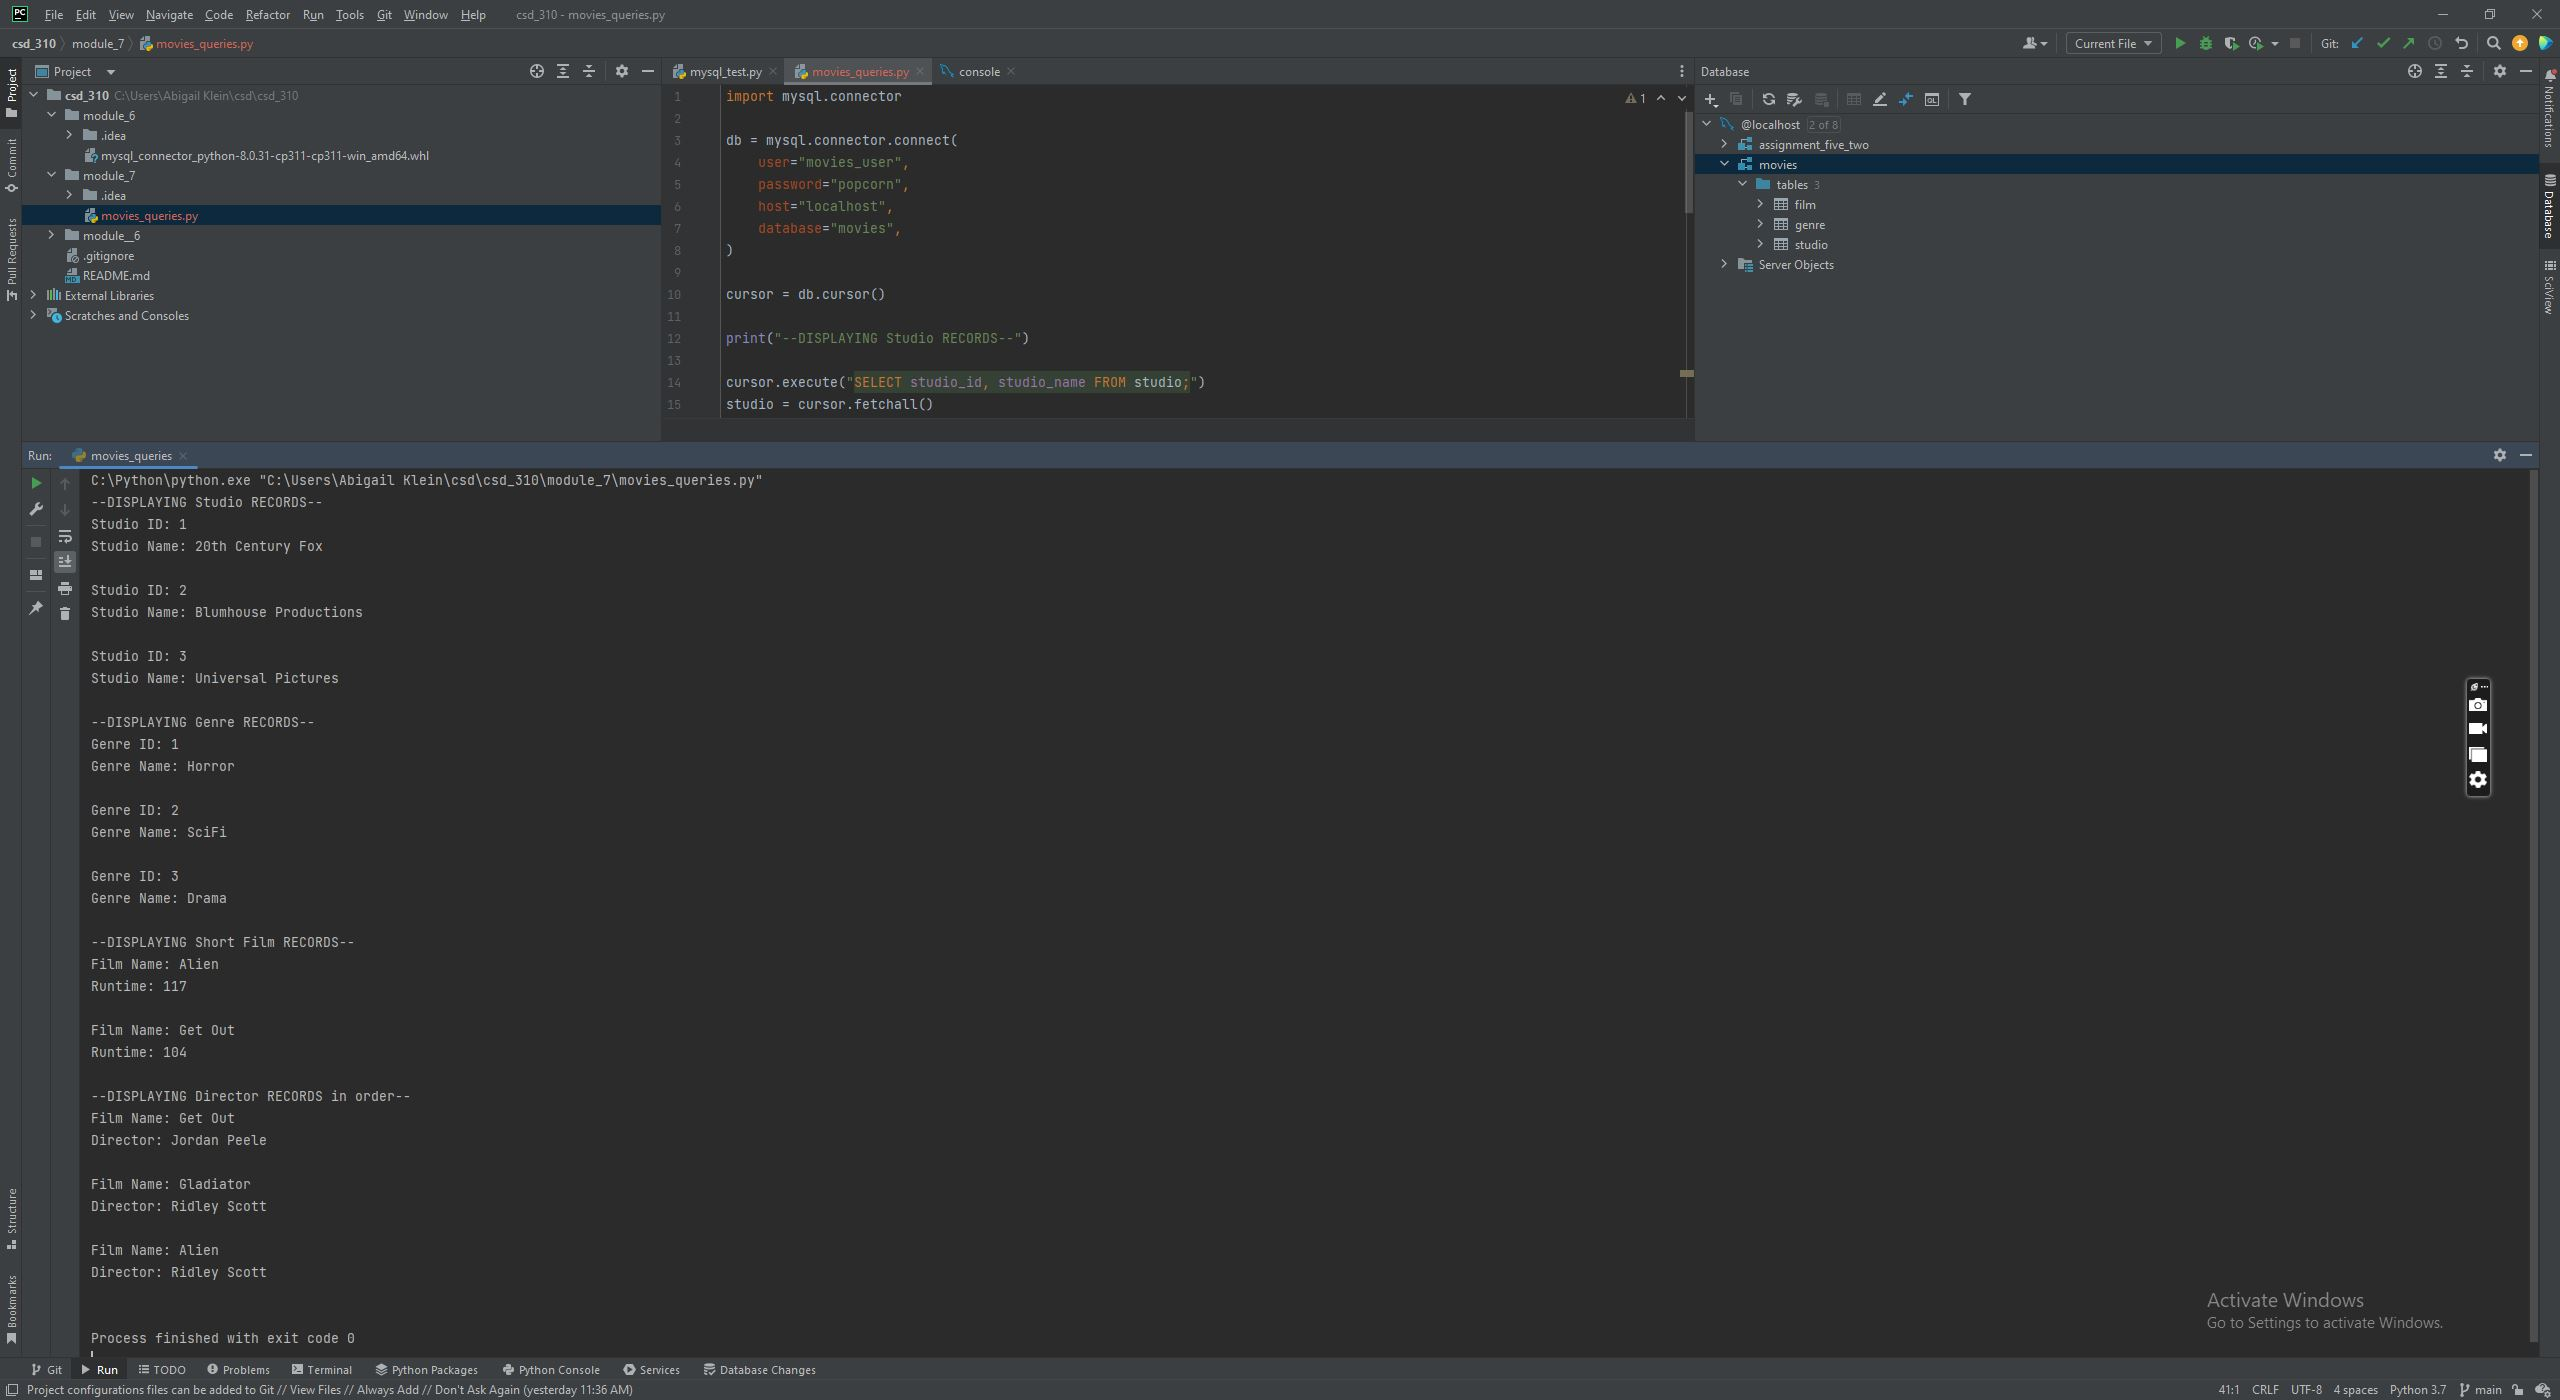 PC File Edit View Navigate Code Refactor Run Tools Git Window Help csd_310 - movies_queries.py
csd_310 module_7 movies_queries.py Current File Git:
Project
mysql_test.py movies_queries.py console
Database
csd_310 C:\Users\Abigail Klein\csd\csd_310
module_6
.idea
mysql_connector_python-8.0.31-cp311-cp311-win_amd64.whl
module_7
.idea
movies_queries.py
module__6
.gitignore
README.md
External Libraries
Scratches and Consoles
1 import mysql.connector
2
3 db = mysql.connector.connect(
4 user="movies_user",
5 password="popcorn",
6 host="localhost",
7 database="movies",
8 )
9
10 cursor = db.cursor()
11
12 print("--DISPLAYING Studio RECORDS--")
13
14 cursor.execute("SELECT studio_id, studio_name FROM studio;")
15 studio = cursor.fetchall()
1
@localhost 2 of 8
assignment_five_two
movies
tables 3
film
genre
studio
Server Objects
Project
Commit
Pull Requests
Structure
Bookmarks
Notifications
Database
SciView
Run: movies_queries
C:\Python\python.exe "C:\Users\Abigail Klein\csd\csd_310\module_7\movies_queries.py"
--DISPLAYING Studio RECORDS--
Studio ID: 1
Studio Name: 20th Century Fox
Studio ID: 2
Studio Name: Blumhouse Productions
Studio ID: 3
Studio Name: Universal Pictures
--DISPLAYING Genre RECORDS--
Genre ID: 1
Genre Name: Horror
Genre ID: 2
Genre Name: SciFi
Genre ID: 3
Genre Name: Drama
--DISPLAYING Short Film RECORDS--
Film Name: Alien
Runtime: 117
Film Name: Get Out
Runtime: 104
--DISPLAYING Director RECORDS in order--
Film Name: Get Out
Director: Jordan Peele
Film Name: Gladiator
Director: Ridley Scott
Film Name: Alien
Director: Ridley Scott
Process finished with exit code 0
Activate Windows
Go to Settings to activate Windows.
Git Run TODO Problems Terminal Python Packages Python Console Services Database Changes
Project configurations files can be added to Git // View Files // Always Add // Don't Ask Again (yesterday 11:36 AM) 41:1 CRLF UTF-8 4 spaces Python 3.7 main